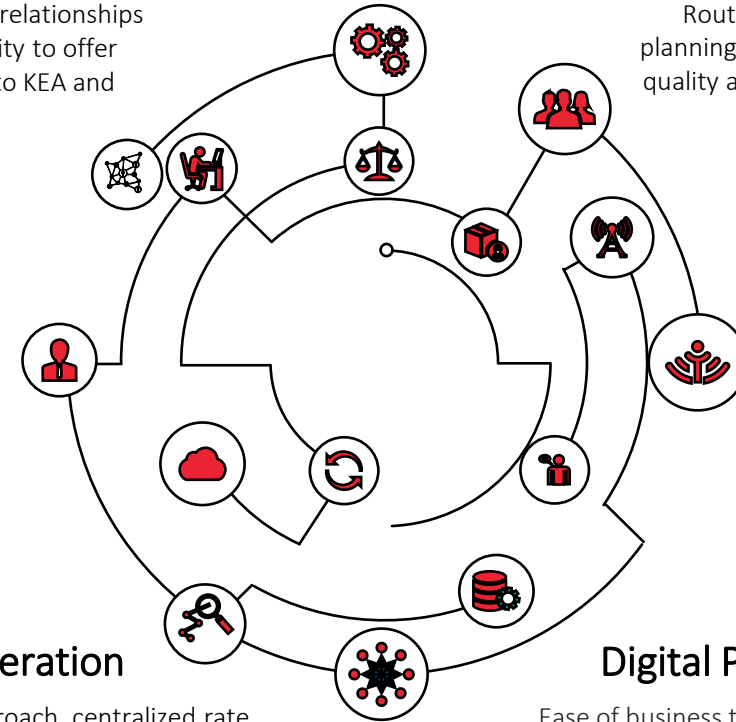 relationships
ity to offer
to KEA and
Rout
planning
quality a
eration
roach, centralized rate
Digital P
Ease of business t